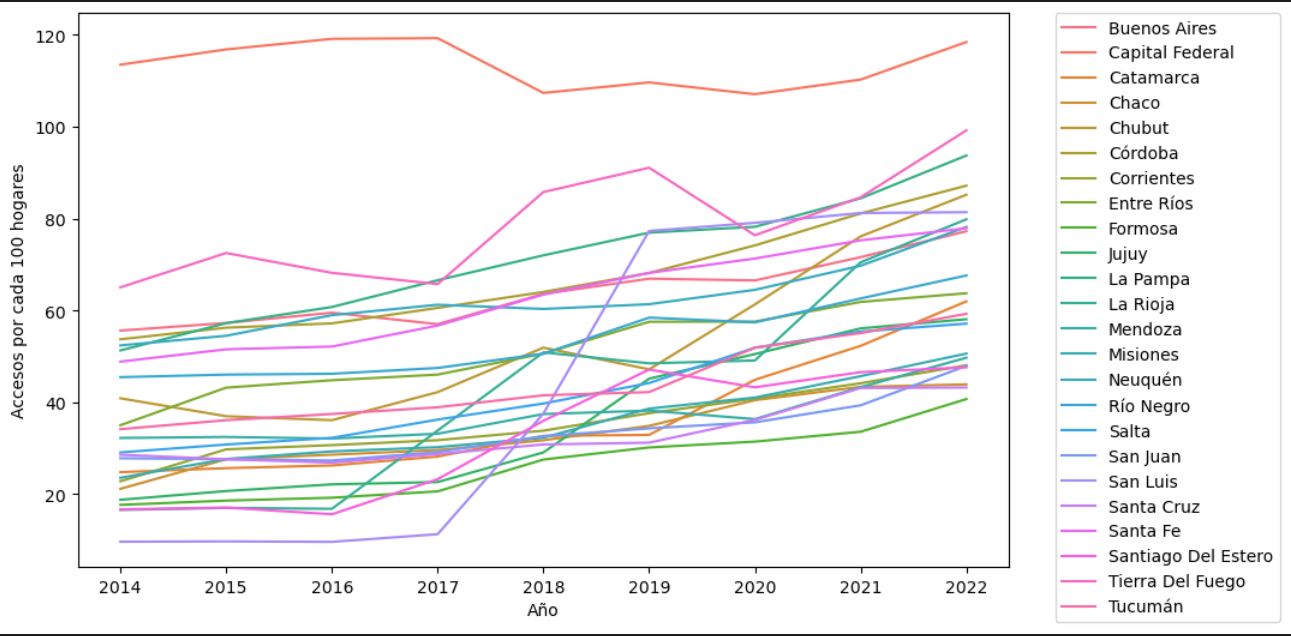 120
100
80
60
40
20
Accesos por cada 100 hogares
2014 2015 2016 2017 2018 2019 2020 2021 2022
Año
Buenos Aires
Capital Federal
Catamarca
Chaco
Chubut
Córdoba
Corrientes
Entre Ríos
Formosa
Jujuy
La Pampa
La Rioja
Mendoza
Misiones
Neuquén
Río Negro
Salta
San Juan
San Luis
Santa Cruz
Santa Fe
Santiago Del Estero
Tierra Del Fuego
Tucumán